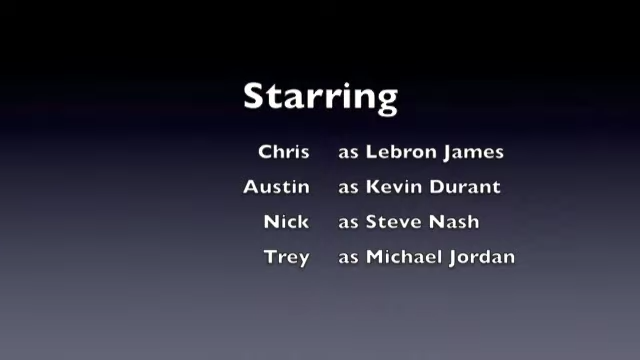 Starring
Chris as Lebron James
Austin as Kevin Durant
Nick as Steve Nash
Trey as Michael Jordan